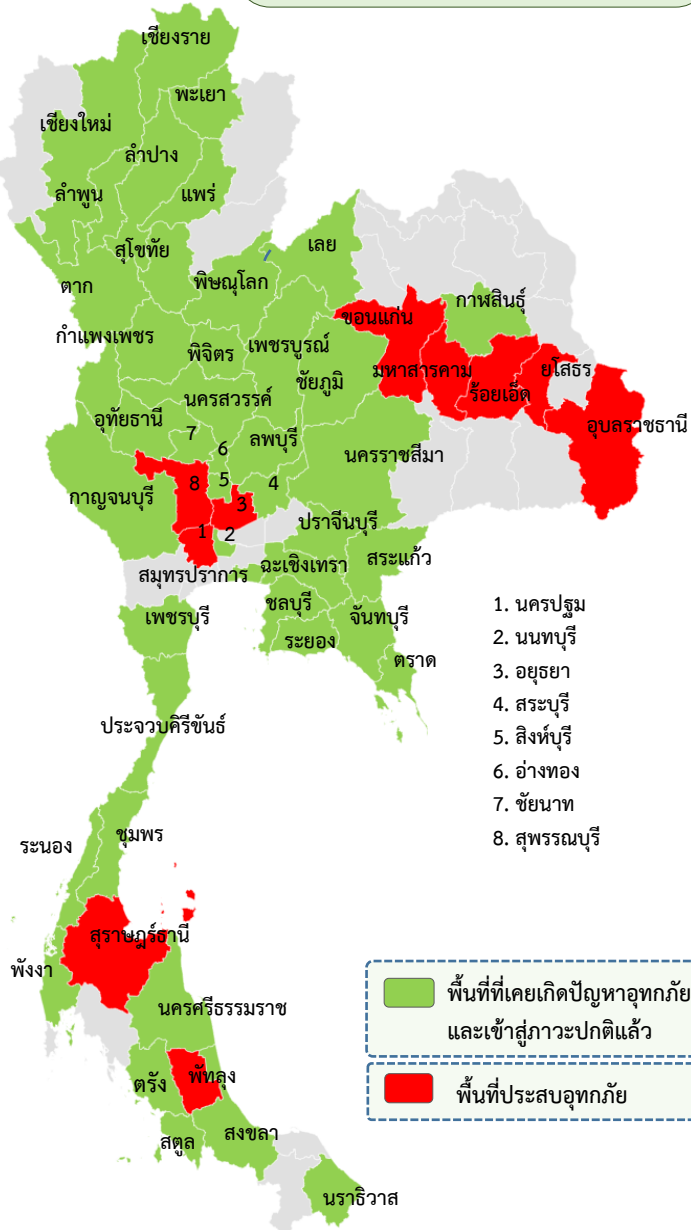 เชียงราย
พะเยา
เชียงใหม่
ลำปาง
ลำพูน
แพร่
สุโขทัย
เลย
ตาก
พิษณุโลก
กาฬสินธุ์
ขอนแก่น
กำแพงเพชร
เพชรบูรณ์
พิจิตร
มหาสารคาม
ยโสธร
ชัยภูมิ
ร้อยเอ็ด
นครสวรรค์
อุทัยธานี
อุบลราชธานี
7
ลพบุรี
6
นครราชสีมา
8
5
4
กาญจนบุรี
3
ปราจีนบุรี
1
2
สระแก้ว
ฉะเชิงเทรา
สมุทรปราการ
ชลบุรี
จันทบุรี
เพชรบุรี
ระยอง
ตราด
1. นครปฐม
2. นนทบุรี
3. อยุธยา
4. สระบุรี
5. สิงห์บุรี
6. อ่างทอง
7. ชัยนาท
8. สุพรรณบุรี
ประจวบคิรีขันธ์
ชุมพร
ระนอง
สุราษฎร์ธานี
พังงา
นครศรีธรรมราช
พื้นที่ที่เคยเกิดปัญหาอุทกภัย
และเข้าสู่ภาวะปกติแล้ว
พื้นที่ประสบอุทกภัย
ตรัง
พัทลุง
สงขลา
สตูล
นราธิวาส